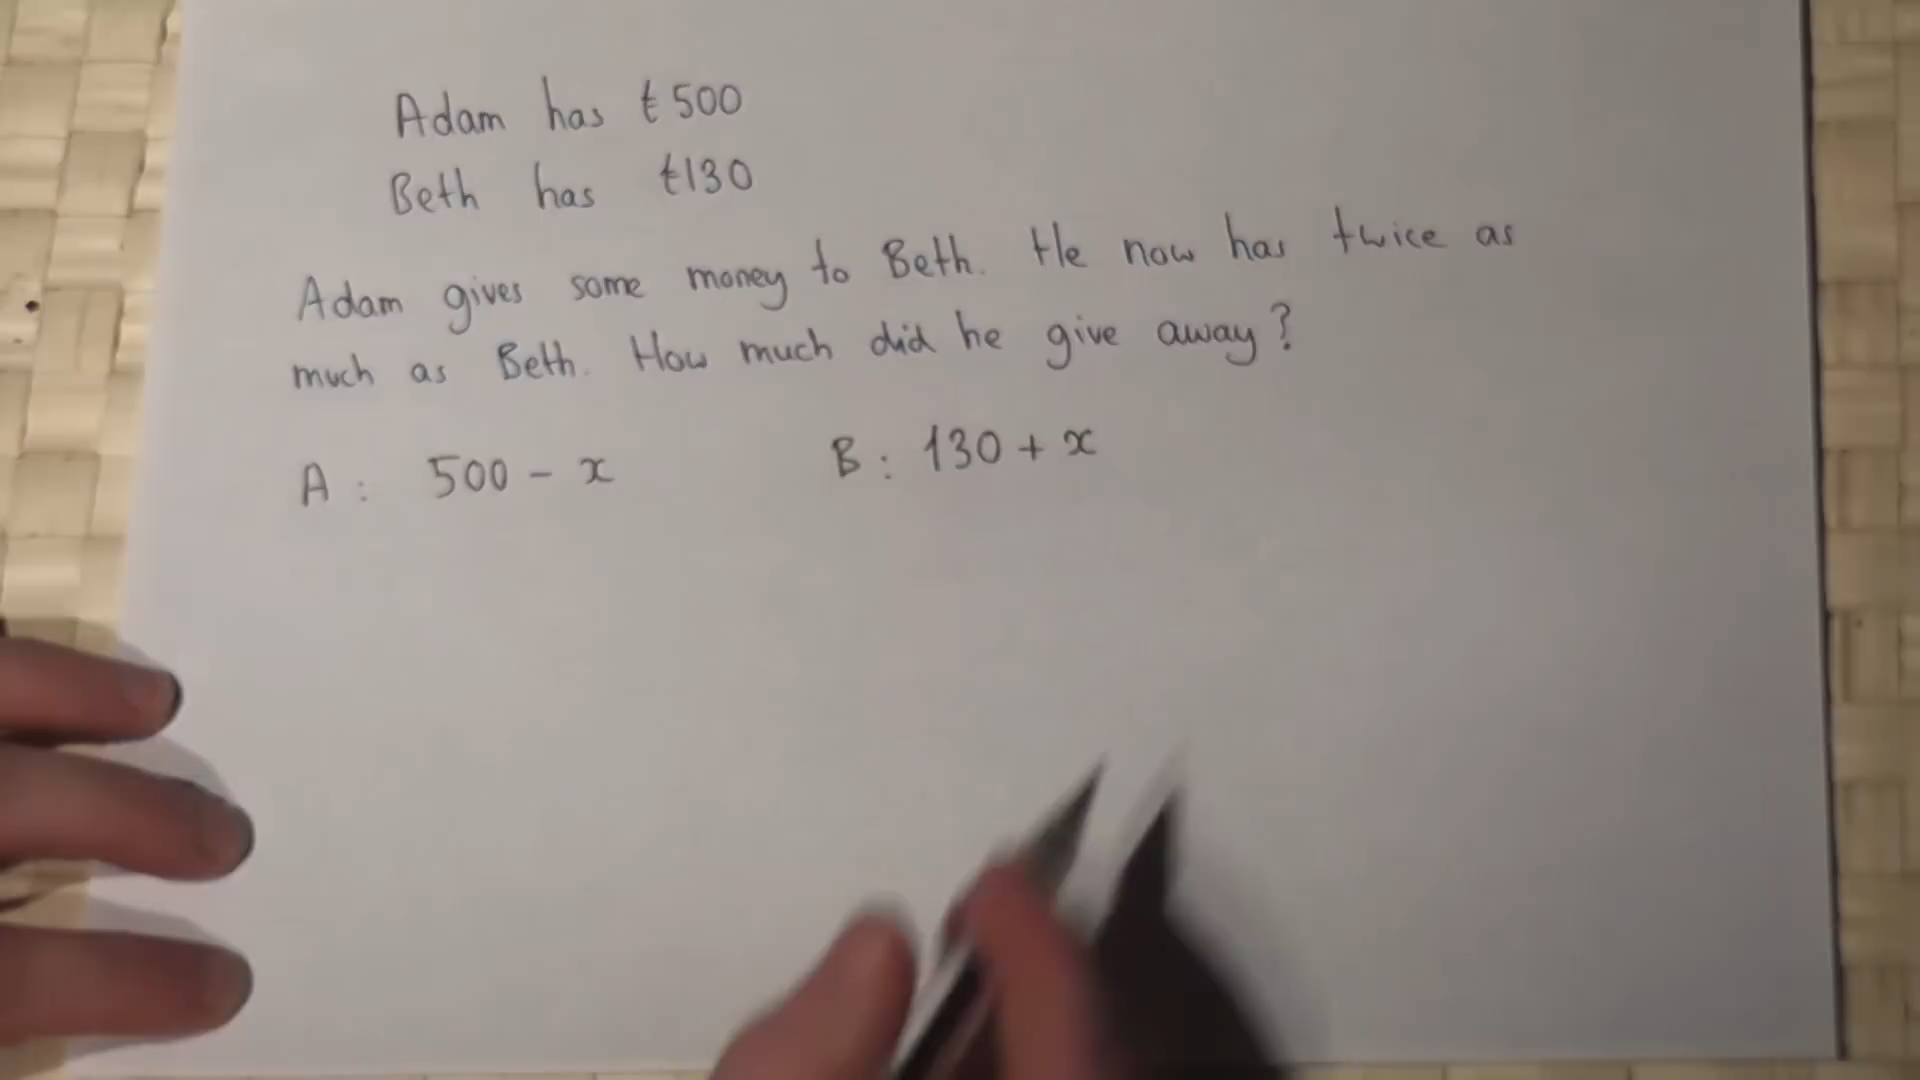 Adam has ₺500
Beth has ₺130
Adam gives some money to Beth. He now has twice as
much as Beth. How much did he give away?
A : 500 - x B : 130 + x